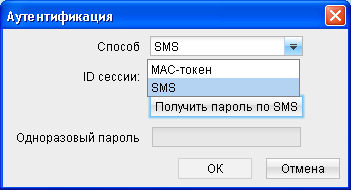 Аутентификация
Способ SMS
MAC-токен
ID сессии:
SMS
Получить пароль по SMS
Одноразовый пароль
OK Отмена